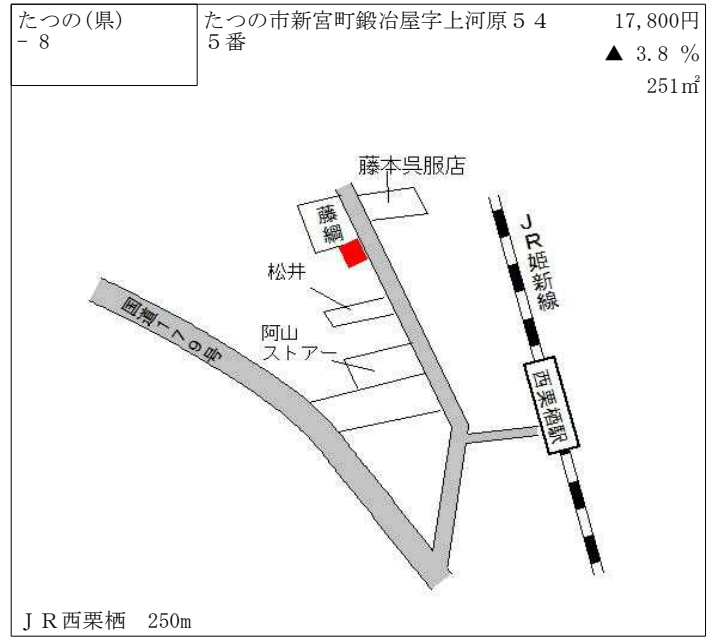 たつの(県)
- 8
たつの市新宮町鍛冶屋字上河原５４
５番
17,800円
▲ 3.8 %
251㎡
藤本呉服店
藤縄
松井
阿山
ストアー
国道１７９号
ＪＲ姫新線
西栗栖駅
ＪＲ西栗栖 250m